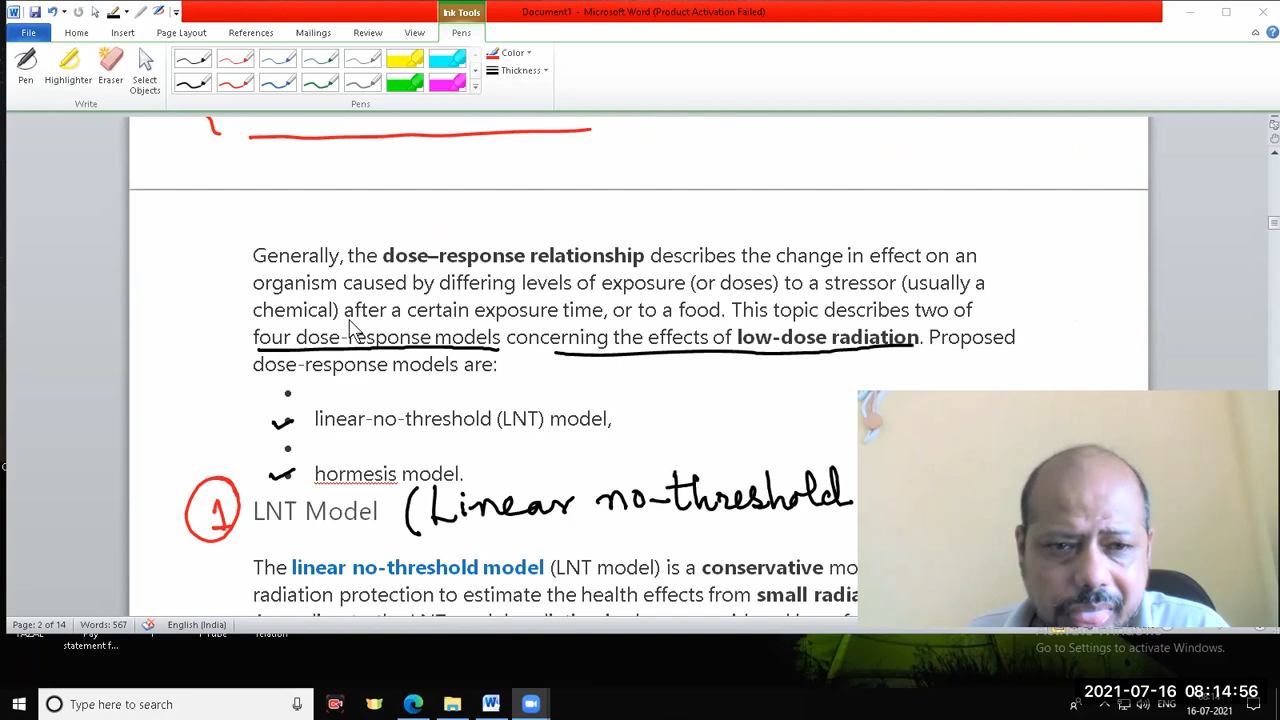 Ink Tools
Document1 - Microsoft Word (Product Activation Failed)
File Home Insert Page Layout References Mailings Review View Pens
Pen Highlighter Eraser Select Objects
Color
Thickness
Write
Pens
Generally, the dose–response relationship describes the change in effect on an
organism caused by differing levels of exposure (or doses) to a stressor (usually a
chemical) after a certain exposure time, or to a food. This topic describes two of
four dose-response models concerning the effects of low-dose radiation. Proposed
dose-response models are:
linear-no-threshold (LNT) model,
hormesis model.
1 LNT Model (Linear no-threshold
The linear no-threshold model (LNT model) is a conservative mo
radiation protection to estimate the health effects from small radia
Page: 2 of 14 Words: 567 English (India)
Pay
statement f...
relation
Go to Settings to activate Windows.
Type here to search
ENG
2021-07-16 08:14:56
16-07-2021